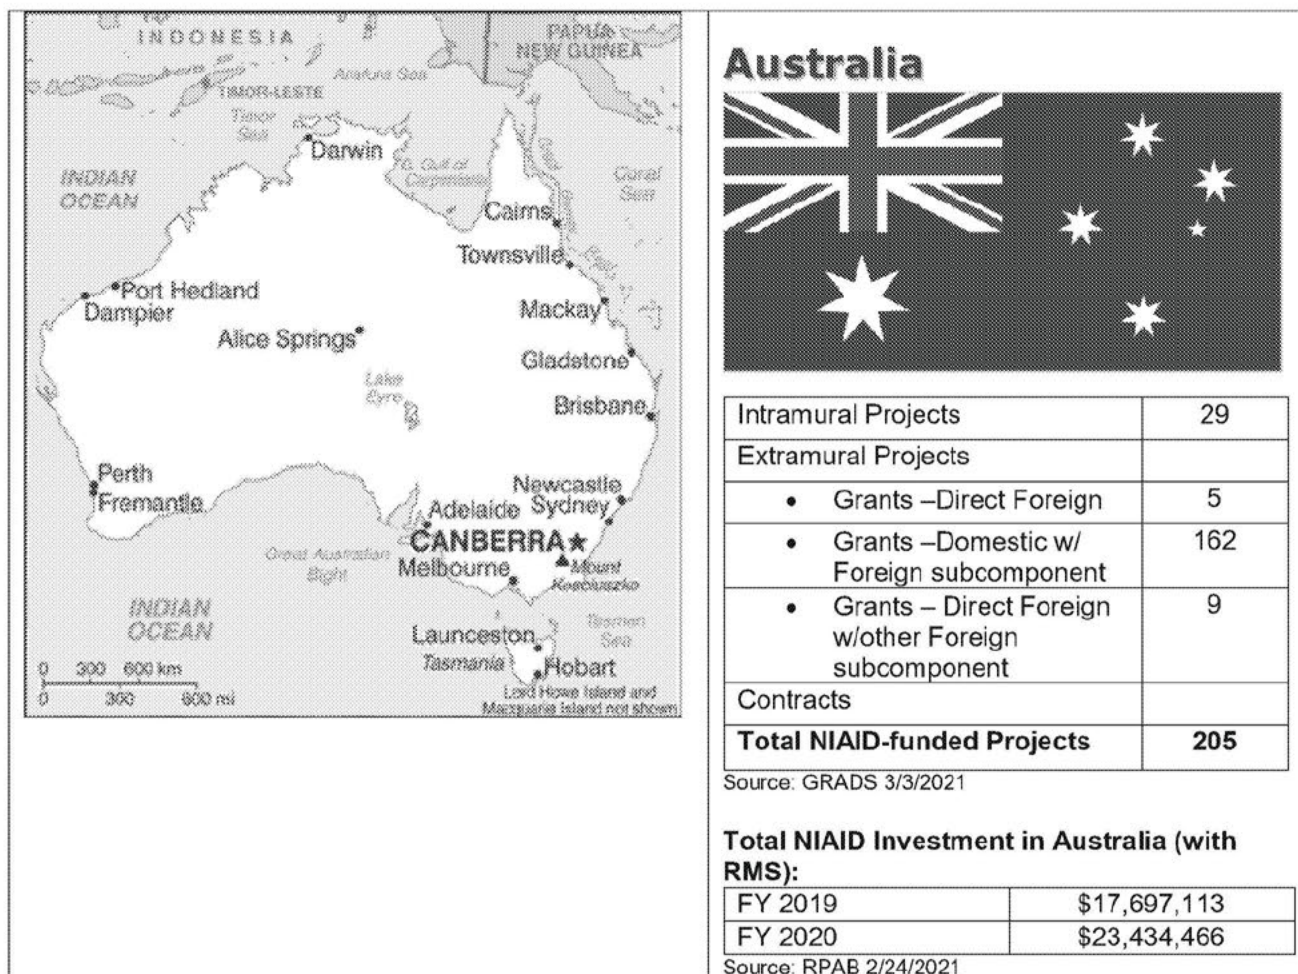 INDONESIA
PAPUA
NEW GUINEA
Arafura Sea
TIMOR-LESTE
Timor
Sea
Darwin
INDIAN
OCEAN
G. Gulf of
Carpentaria
Coral
Sea
Cairns
Townsville
Port Hedland
Dampier
Mackay
Alice Springs
Gladstone
Lake
Eyre
Brisbane
Perth
Fremantle
Newcastle
Sydney
Adelaide
CANBERRA
Great Australian
Bight
Melbourne
Mount
Kosciuszko
INDIAN
OCEAN
Tasman
Sea
Launceston
Tasmania
Hobart
0 300 600 km
0 300 600 mi
Lord Howe Island and
Macquarie Island not shown
Australia
Intramural Projects 29
Extramural Projects
• Grants –Direct Foreign 5
• Grants –Domestic w/ 162
Foreign subcomponent
• Grants – Direct Foreign 9
w/other Foreign
subcomponent
Contracts
Total NIAID-funded Projects 205
Source: GRADS 3/3/2021
Total NIAID Investment in Australia (with
RMS):
FY 2019 $17,697,113
FY 2020 $23,434,466
Source: RPAB 2/24/2021